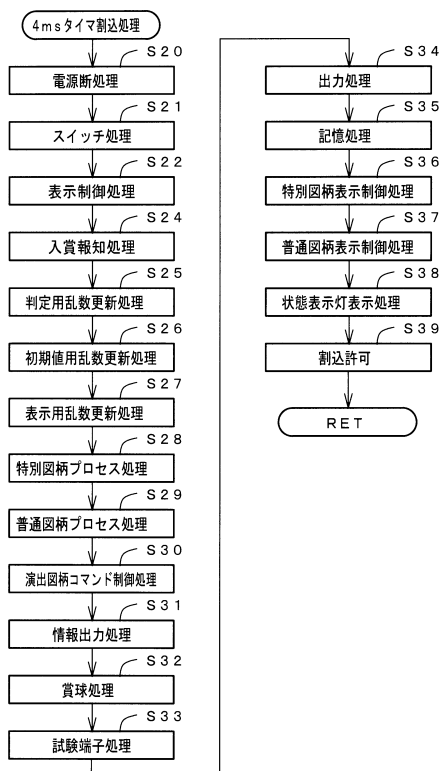 4msタイマ割込処理
S20
電源断処理
S21
スイッチ処理
S22
表示制御処理
S24
入賞報知処理
S25
判定用乱数更新処理
S26
初期値用乱数更新処理
S27
表示用乱数更新処理
S28
特別図柄プロセス処理
S29
普通図柄プロセス処理
S30
演出図柄コマンド制御処理
S31
情報出力処理
S32
賞球処理
S33
試験端子処理
S34
出力処理
S35
記憶処理
S36
特別図柄表示制御処理
S37
普通図柄表示制御処理
S38
状態表示灯表示処理
S39
割込許可
RET